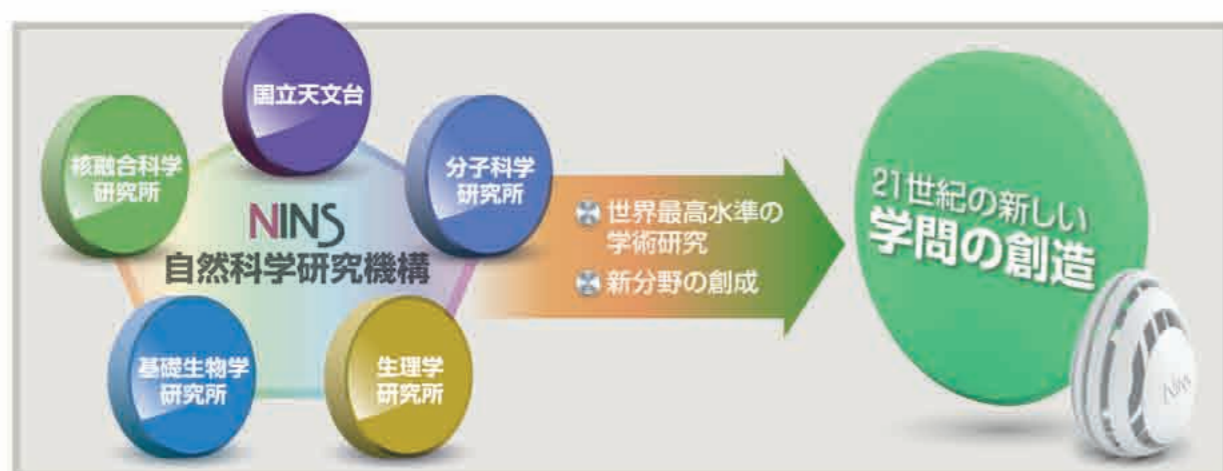 国立天文台
核融合科学
研究所
分子科学
研究所
NINS
自然科学研究機構
基礎生物学
研究所
生理学
研究所
世界最高水準の
学術研究
新分野の創成
21世紀の新しい
学問の創造
NINS